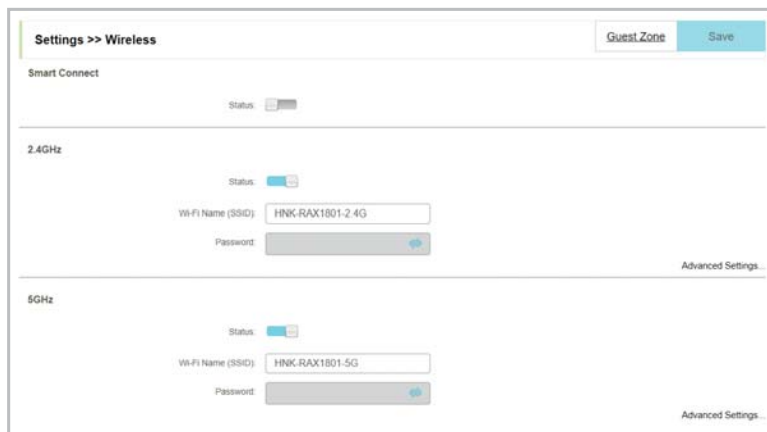 Settings >> Wireless
Guest Zone
Save
Smart Connect
Status:
2.4GHz
Status:
Wi-Fi Name (SSID): HNK-RAX1801-2.4G
Password:
Advanced Settings...
5GHz
Status:
Wi-Fi Name (SSID): HNK-RAX1801-5G
Password:
Advanced Settings...